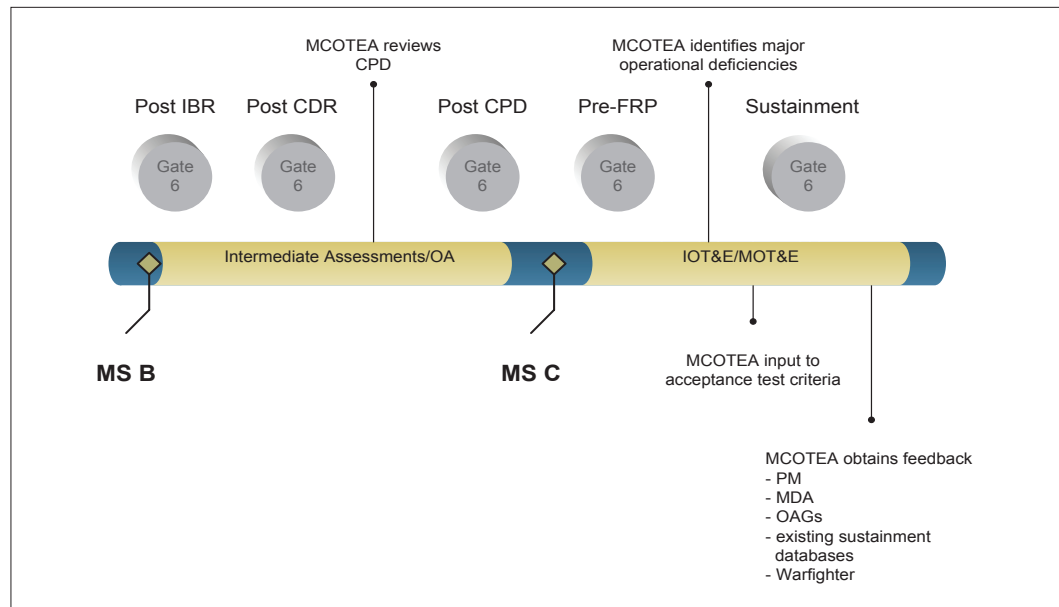 MCOTEA reviews
CPD
MCOTEA identifies major
operational deficiencies
Post IBR
Post CDR
Post CPD
Pre-FRP
Sustainment
Gate
6
Gate
6
Gate
6
Gate
6
Gate
6
Intermediate Assessments/OA
IOT&E/MOT&E
MS B
MS C
MCOTEA input to
acceptance test criteria
MCOTEA obtains feedback
- PM
- MDA
- OAGs
- existing sustainment
databases
- Warfighter